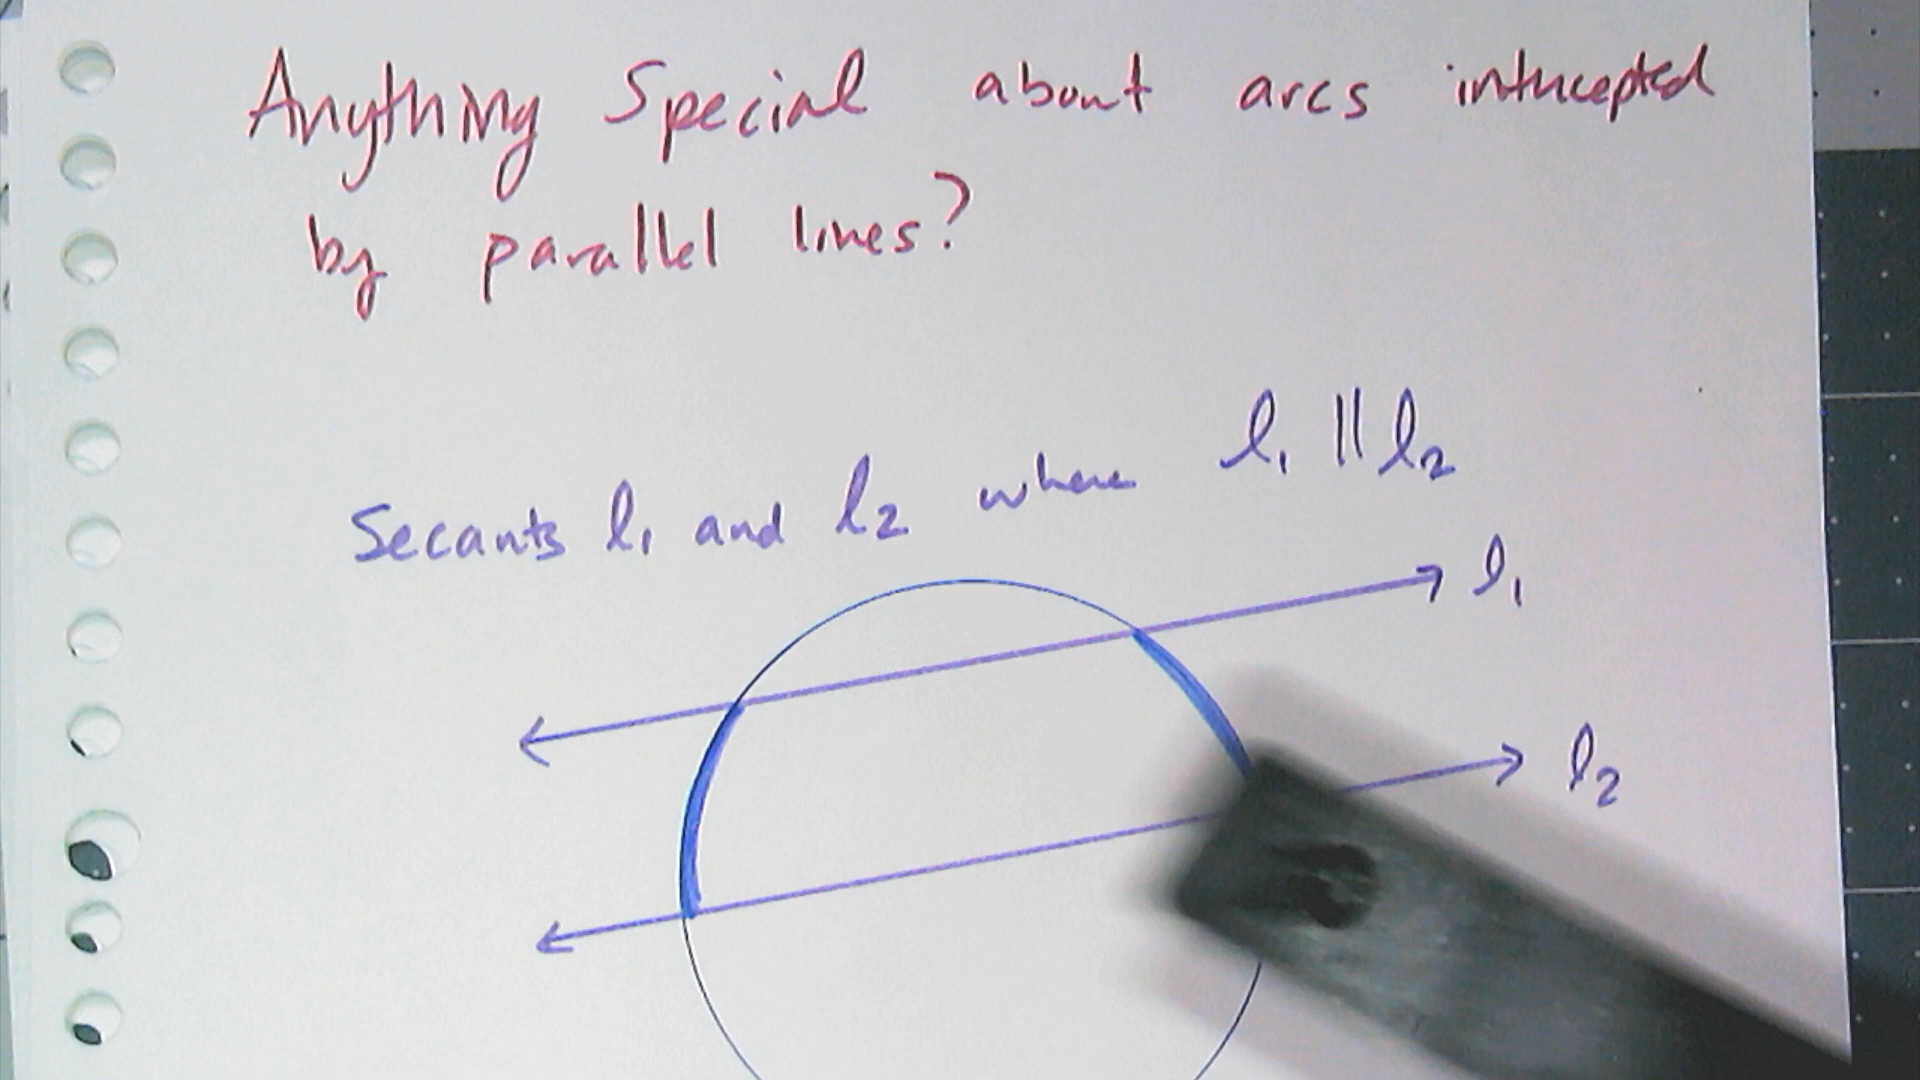 Anything Special about arcs intercepted
by parallel lines?
Secants l₁ and l₂ where l₁ || l₂
l₁
l₂